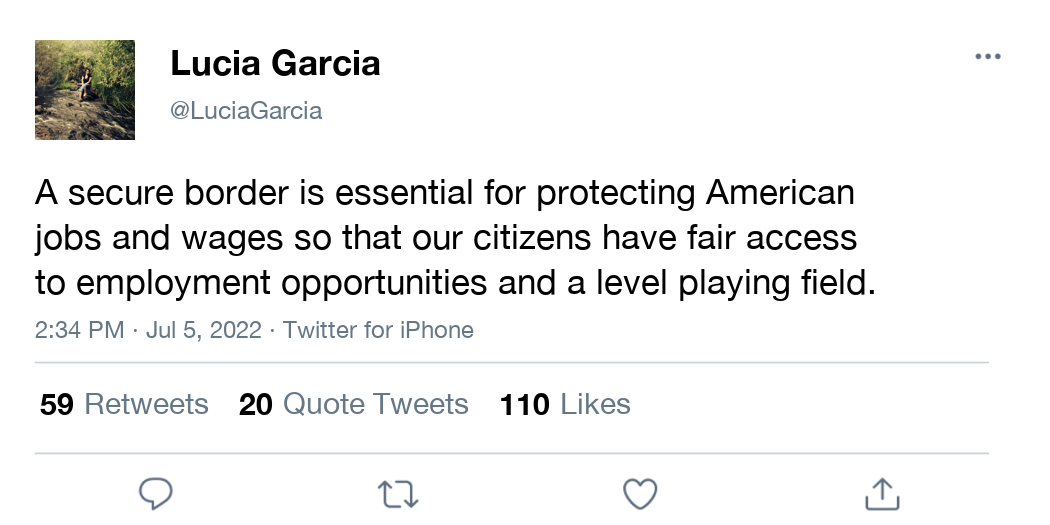 Lucia Garcia
@LuciaGarcia
A secure border is essential for protecting American
jobs and wages so that our citizens have fair access
to employment opportunities and a level playing field.
2:34 PM · Jul 5, 2022 · Twitter for iPhone
59 Retweets 20 Quote Tweets 110 Likes